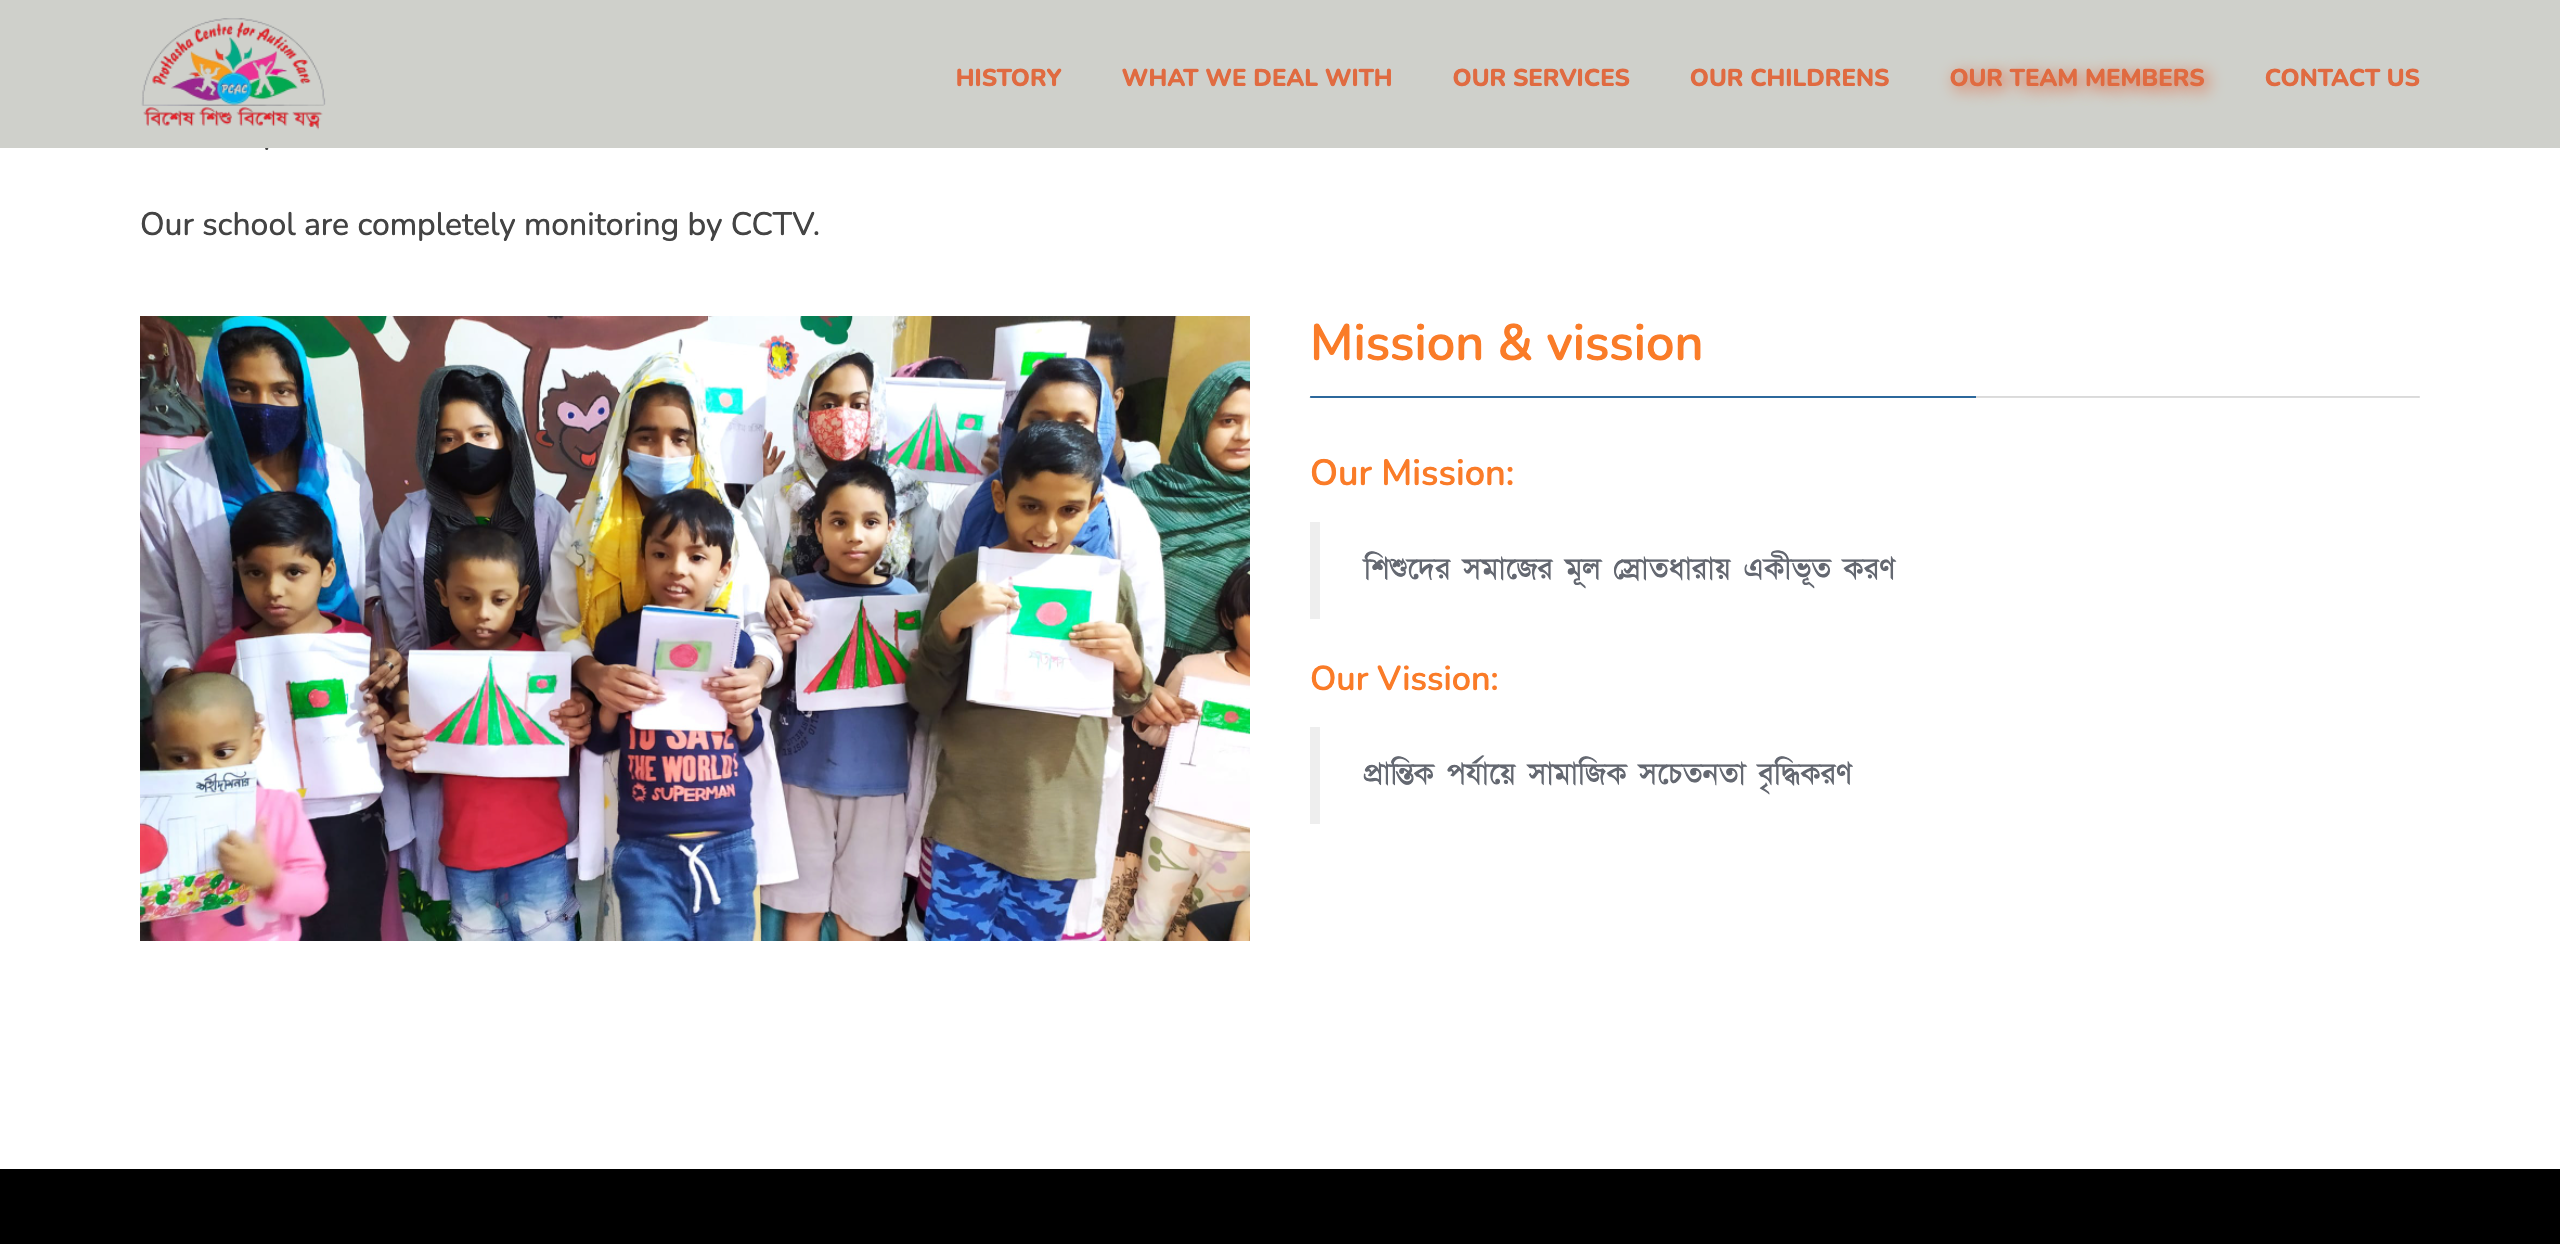 Prottasha Centre for Autism Care
PCAC
বিশেষ শিশু বিশেষ যত্ন
HISTORY
WHAT WE DEAL WITH
OUR SERVICES
OUR CHILDRENS
OUR TEAM MEMBERS
CONTACT US
Our school are completely monitoring by CCTV.
TO SAVE
THE WORLD!
SUPERMAN
Mission & vission
Our Mission:
শিশুদের সমাজের মূল স্রোতধারায় একীভূত করণ
Our Vission:
প্রান্তিক পর্যায়ে সামাজিক সচেতনতা বৃদ্ধিকরণ